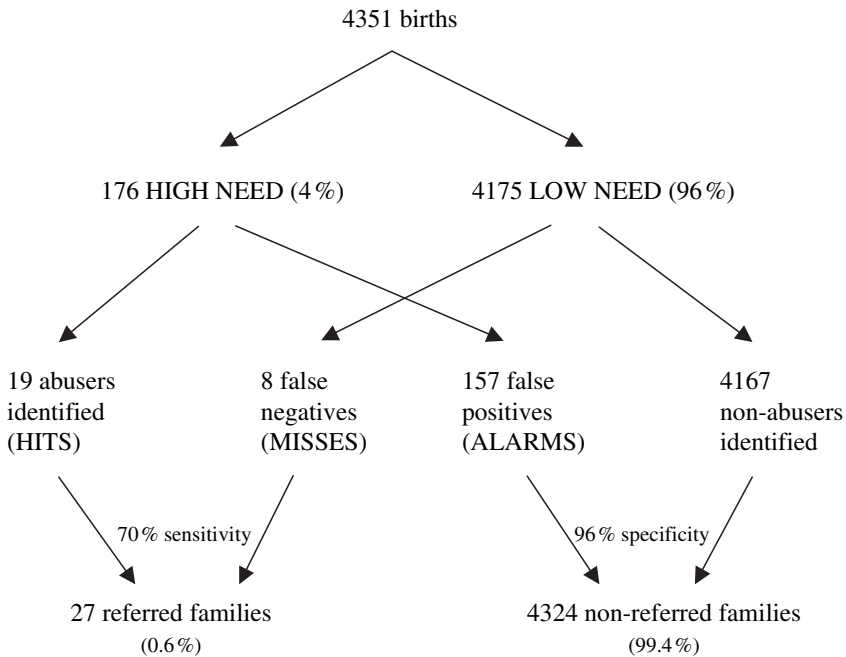 4351 births
176 HIGH NEED (4%)
4175 LOW NEED (96%)
19 abusers
identified
(HITS)
8 false
negatives
(MISSES)
157 false
positives
(ALARMS)
4167
non-abusers
identified
70% sensitivity
96% specificity
27 referred families
(0.6%)
4324 non-referred families
(99.4%)